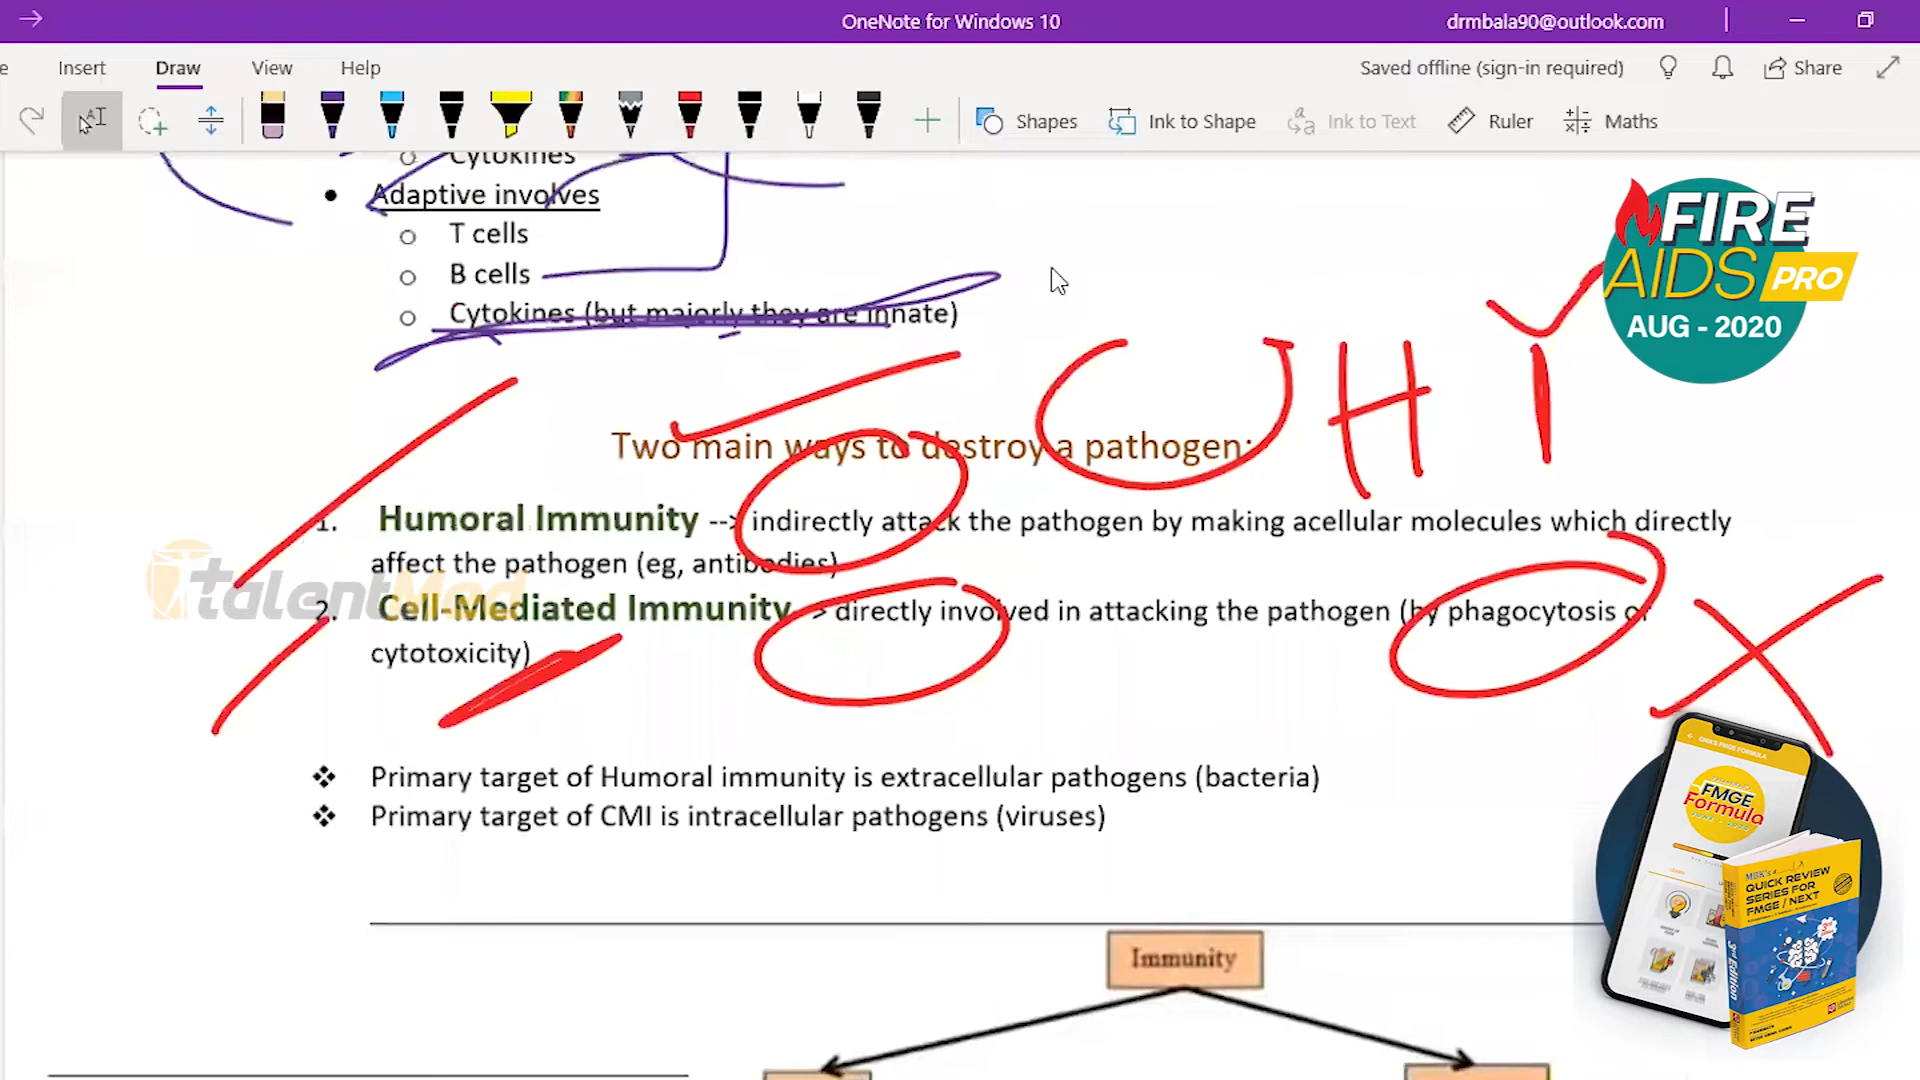 OneNote for Windows 10
drmbala90@outlook.com
Insert Draw View Help
Saved offline (sign-in required)
Share
Shapes
Ink to Shape
Ink to Text
Ruler
Maths
Cytokines
Adaptive involves
T cells
B cells
Cytokines (but majorly they are innate)
FIRE
AIDS PRO
AUG - 2020
H
Two main ways to destroy a pathogen:
1. Humoral Immunity --> indirectly attack the pathogen by making acellular molecules which directly
affect the pathogen (eg, antibodies)
talentMed
2. Cell-Mediated Immunity > directly involved in attacking the pathogen (by phagocytosis or
cytotoxicity)
Primary target of Humoral immunity is extracellular pathogens (bacteria)
Primary target of CMI is intracellular pathogens (viruses)
FMGE
Formula
MBK's
QUICK REVIEW
SERIES FOR
FMGE / NEXT
3rd Edition
Immunity